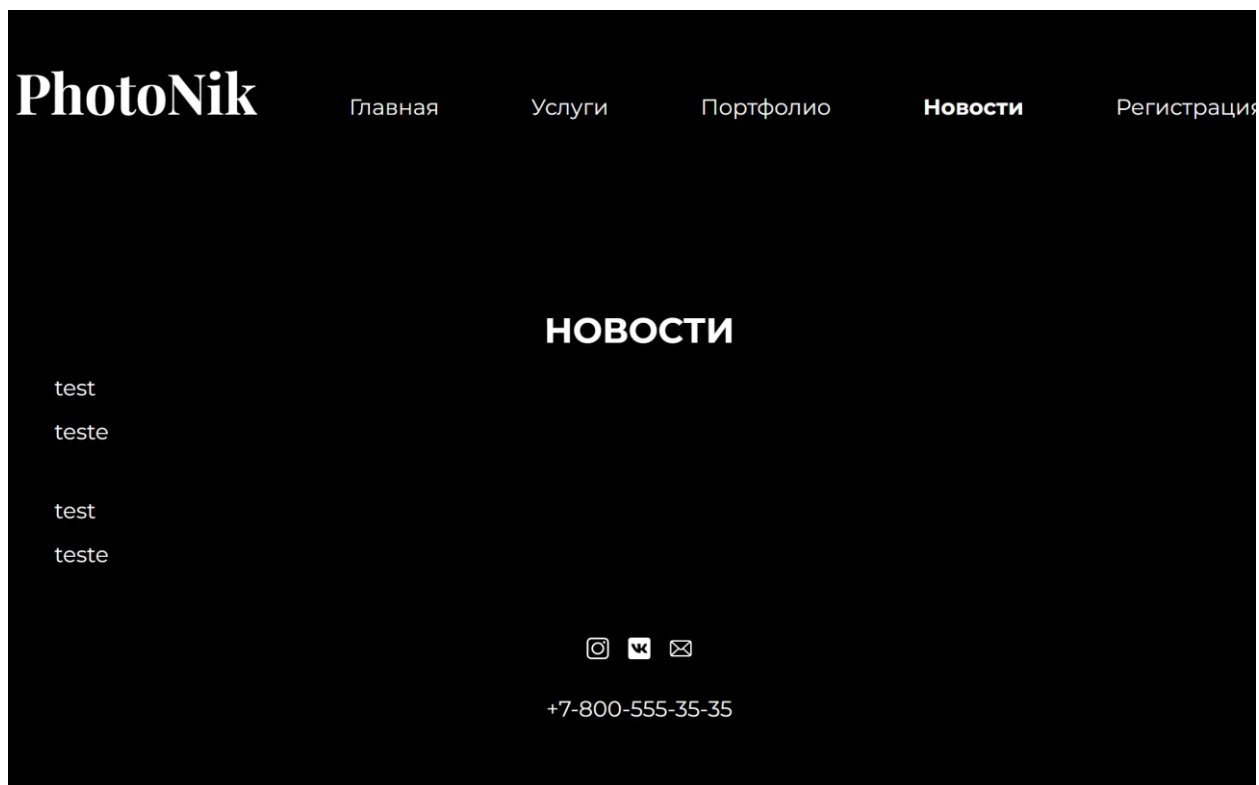 PhotoNik Главная Услуги Портфолио Новости Регистрация
НОВОСТИ
test
teste
test
teste
+7-800-555-35-35